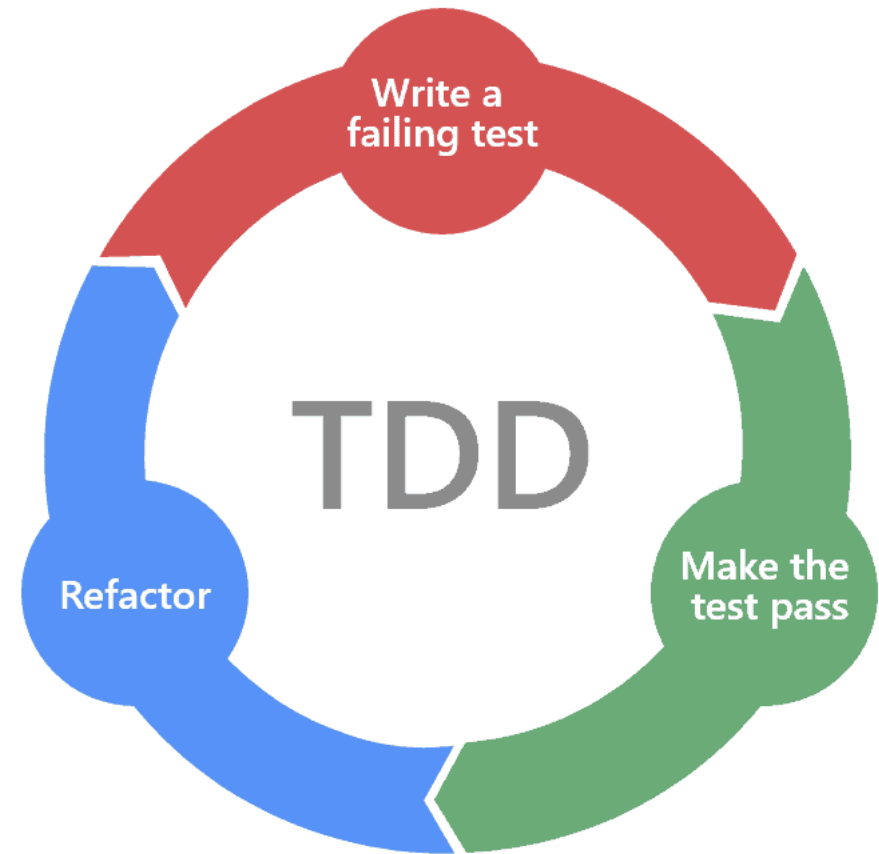 Write a
failing test
TDD
Make the
test pass
Refactor